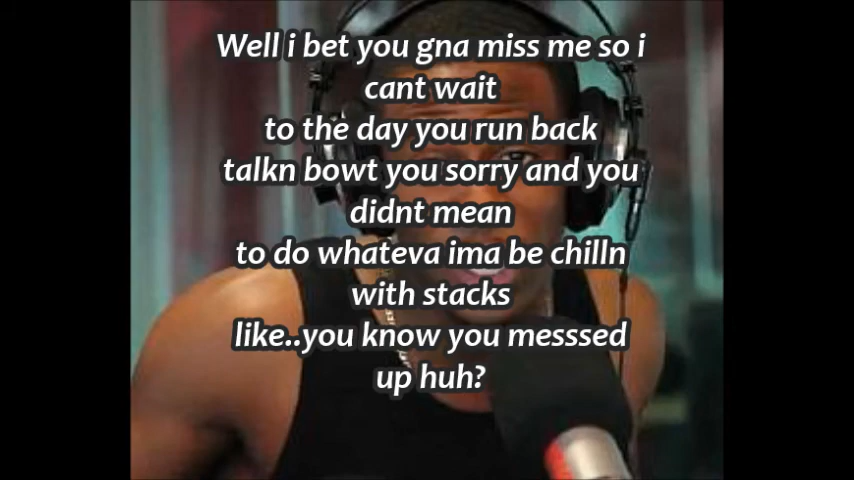 Well i bet you gna miss me so i
cant wait
to the day you run back
talkn bowt you sorry and you
didnt mean
to do whateva ima be chilln
with stacks
like..you know you messsed
up huh?